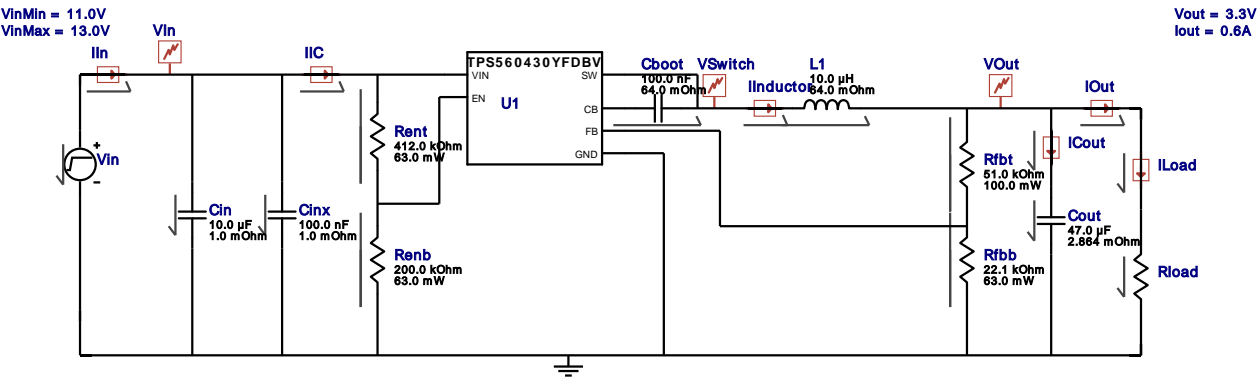 VinMin = 11.0V
VinMax = 13.0V
Vout = 3.3V
Iout = 0.6A
VIn
IIn
IIC
TPS560430YFDBV
VIN
EN
U1
SW
CB
FB
GND
Cboot
100.0 nF
64.0 mOhm
VSwitch
IInductor
L1
10.0 µH
64.0 mOhm
VOut
IOut
ICout
ILoad
Vin
+
−
Rent
412.0 kOhm
63.0 mW
Cin
10.0 µF
1.0 mOhm
Cinx
100.0 nF
1.0 mOhm
Renb
200.0 kOhm
63.0 mW
Rfbt
51.0 kOhm
100.0 mW
Rfbb
22.1 kOhm
63.0 mW
Cout
47.0 µF
2.864 mOhm
Rload